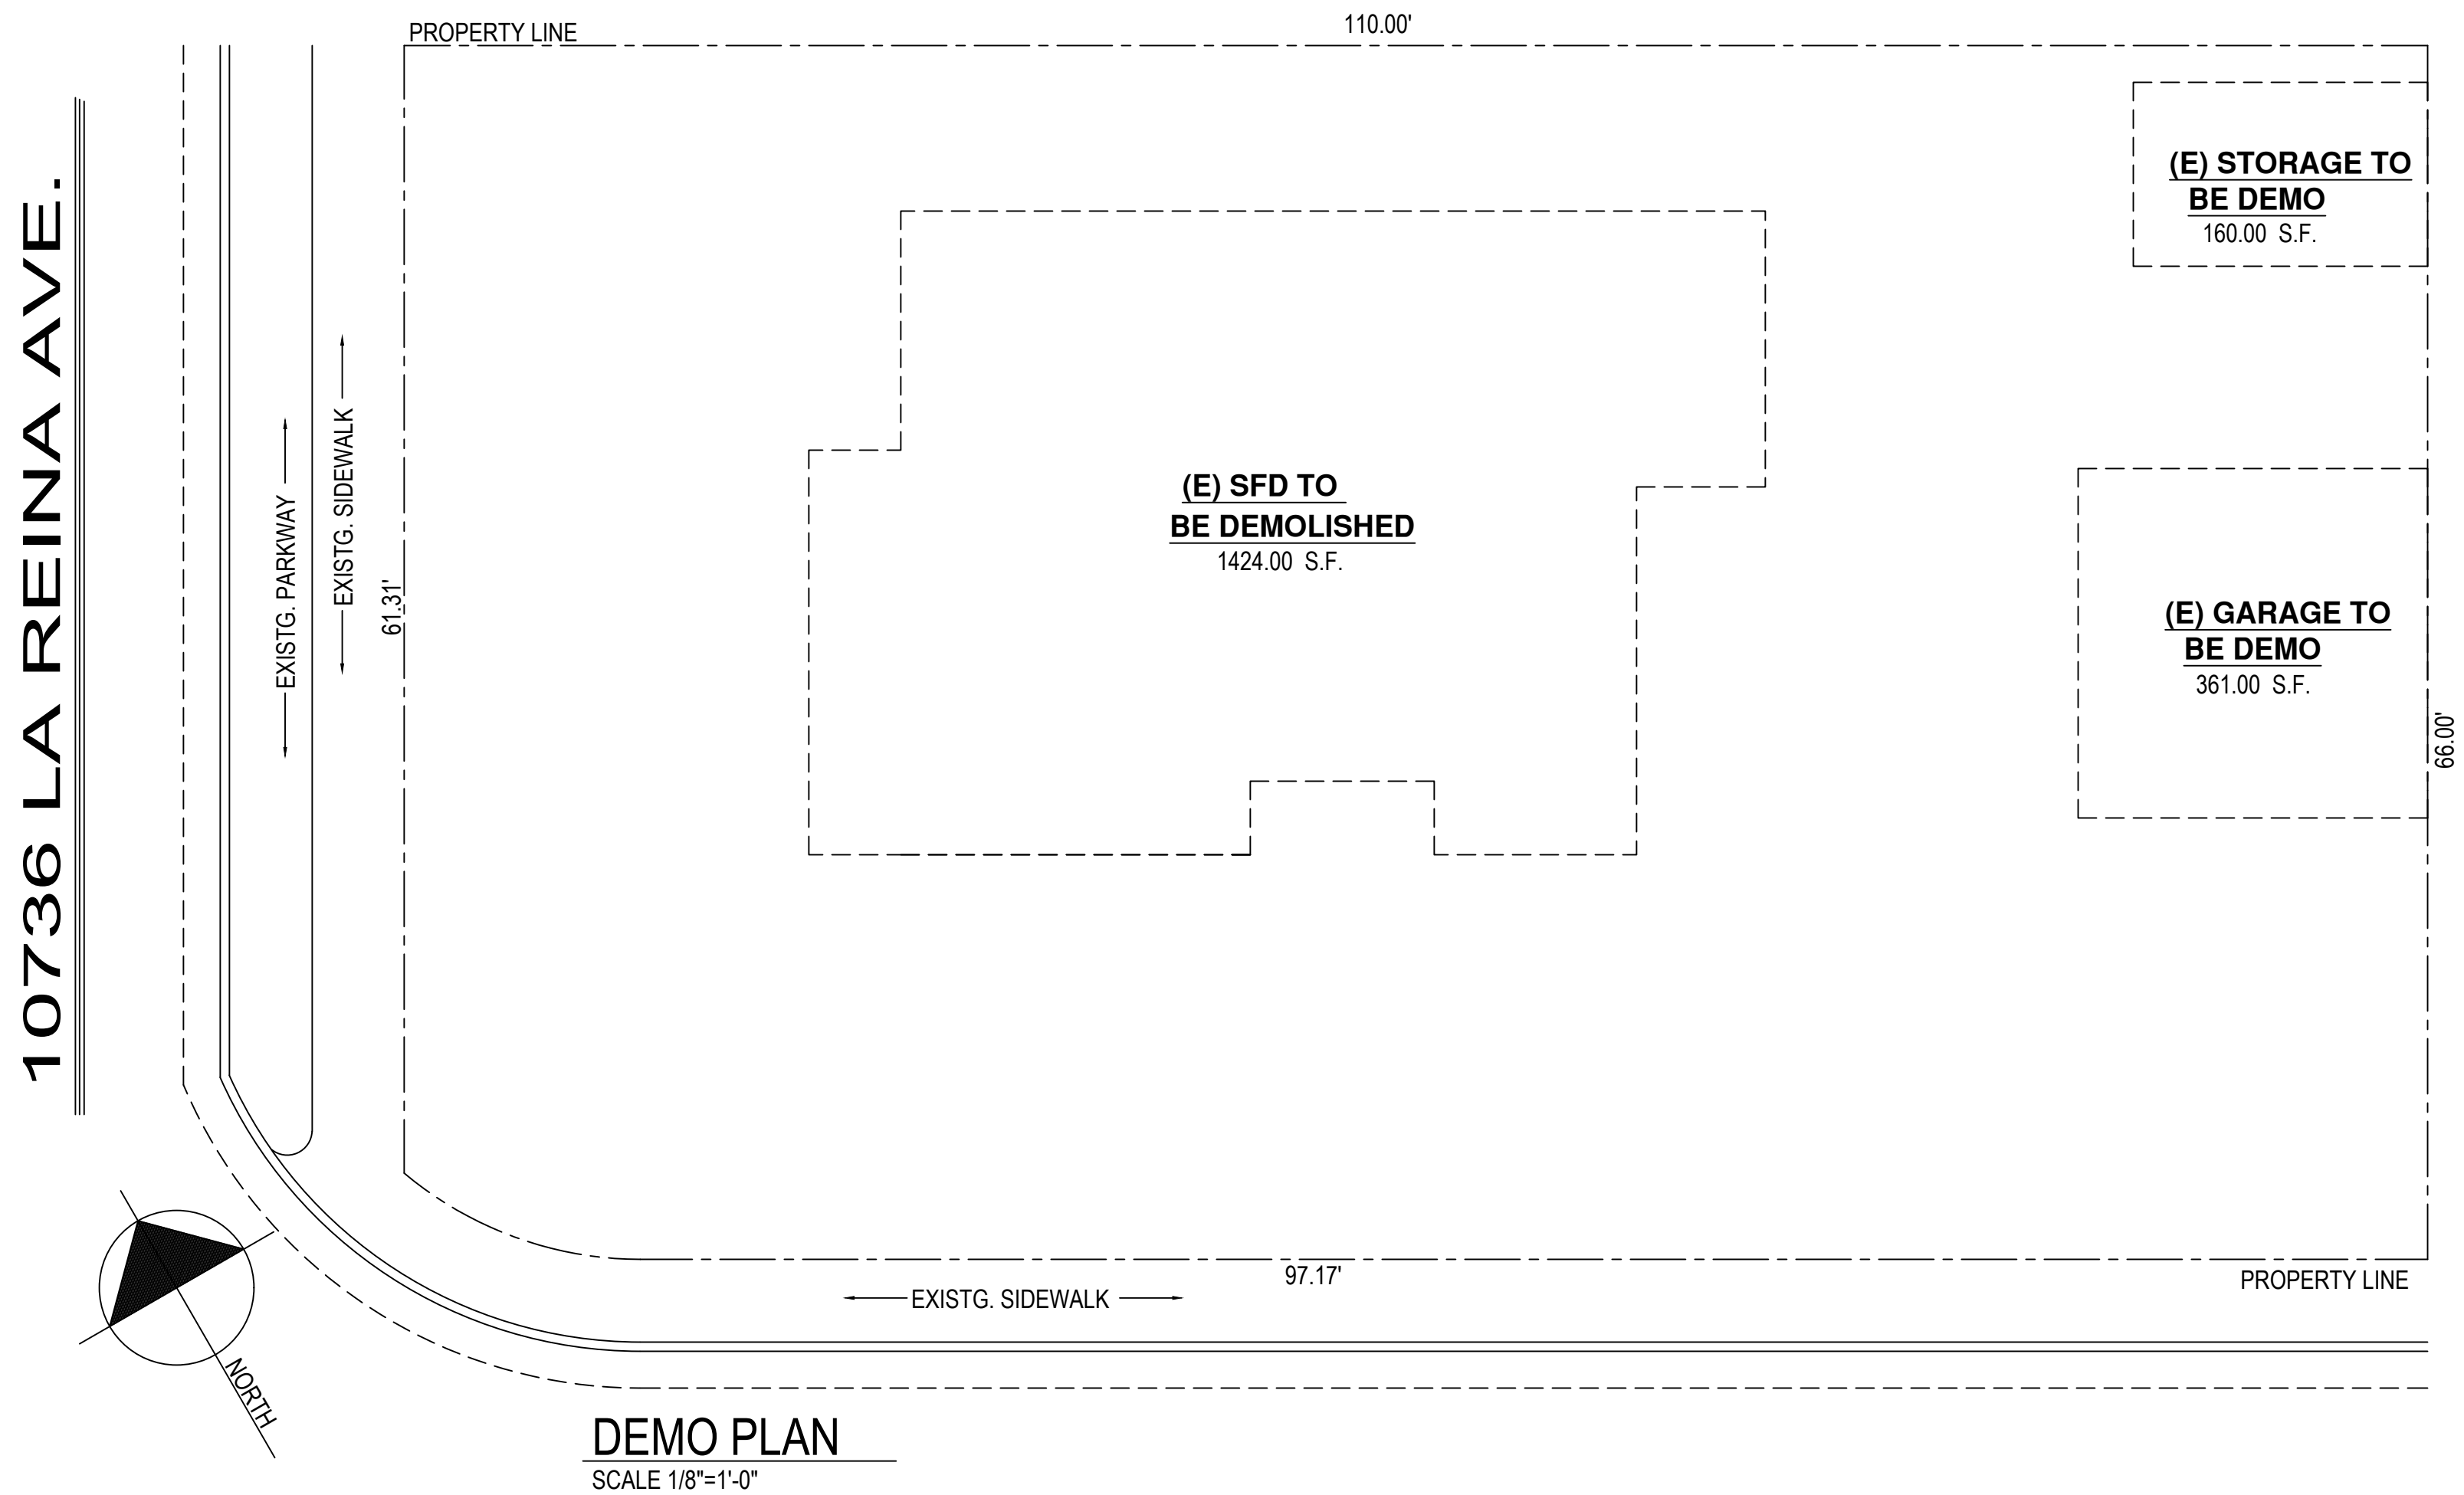 PROPERTY LINE
110.00'
10736 LA REINA AVE.
EXISTG. PARKWAY
EXISTG. SIDEWALK
61.31'
(E) STORAGE TO
BE DEMO
160.00 S.F.
(E) SFD TO
BE DEMOLISHED
1424.00 S.F.
(E) GARAGE TO
BE DEMO
361.00 S.F.
66.00'
97.17'
EXISTG. SIDEWALK
PROPERTY LINE
NORTH
DEMO PLAN
SCALE 1/8"=1'-0"